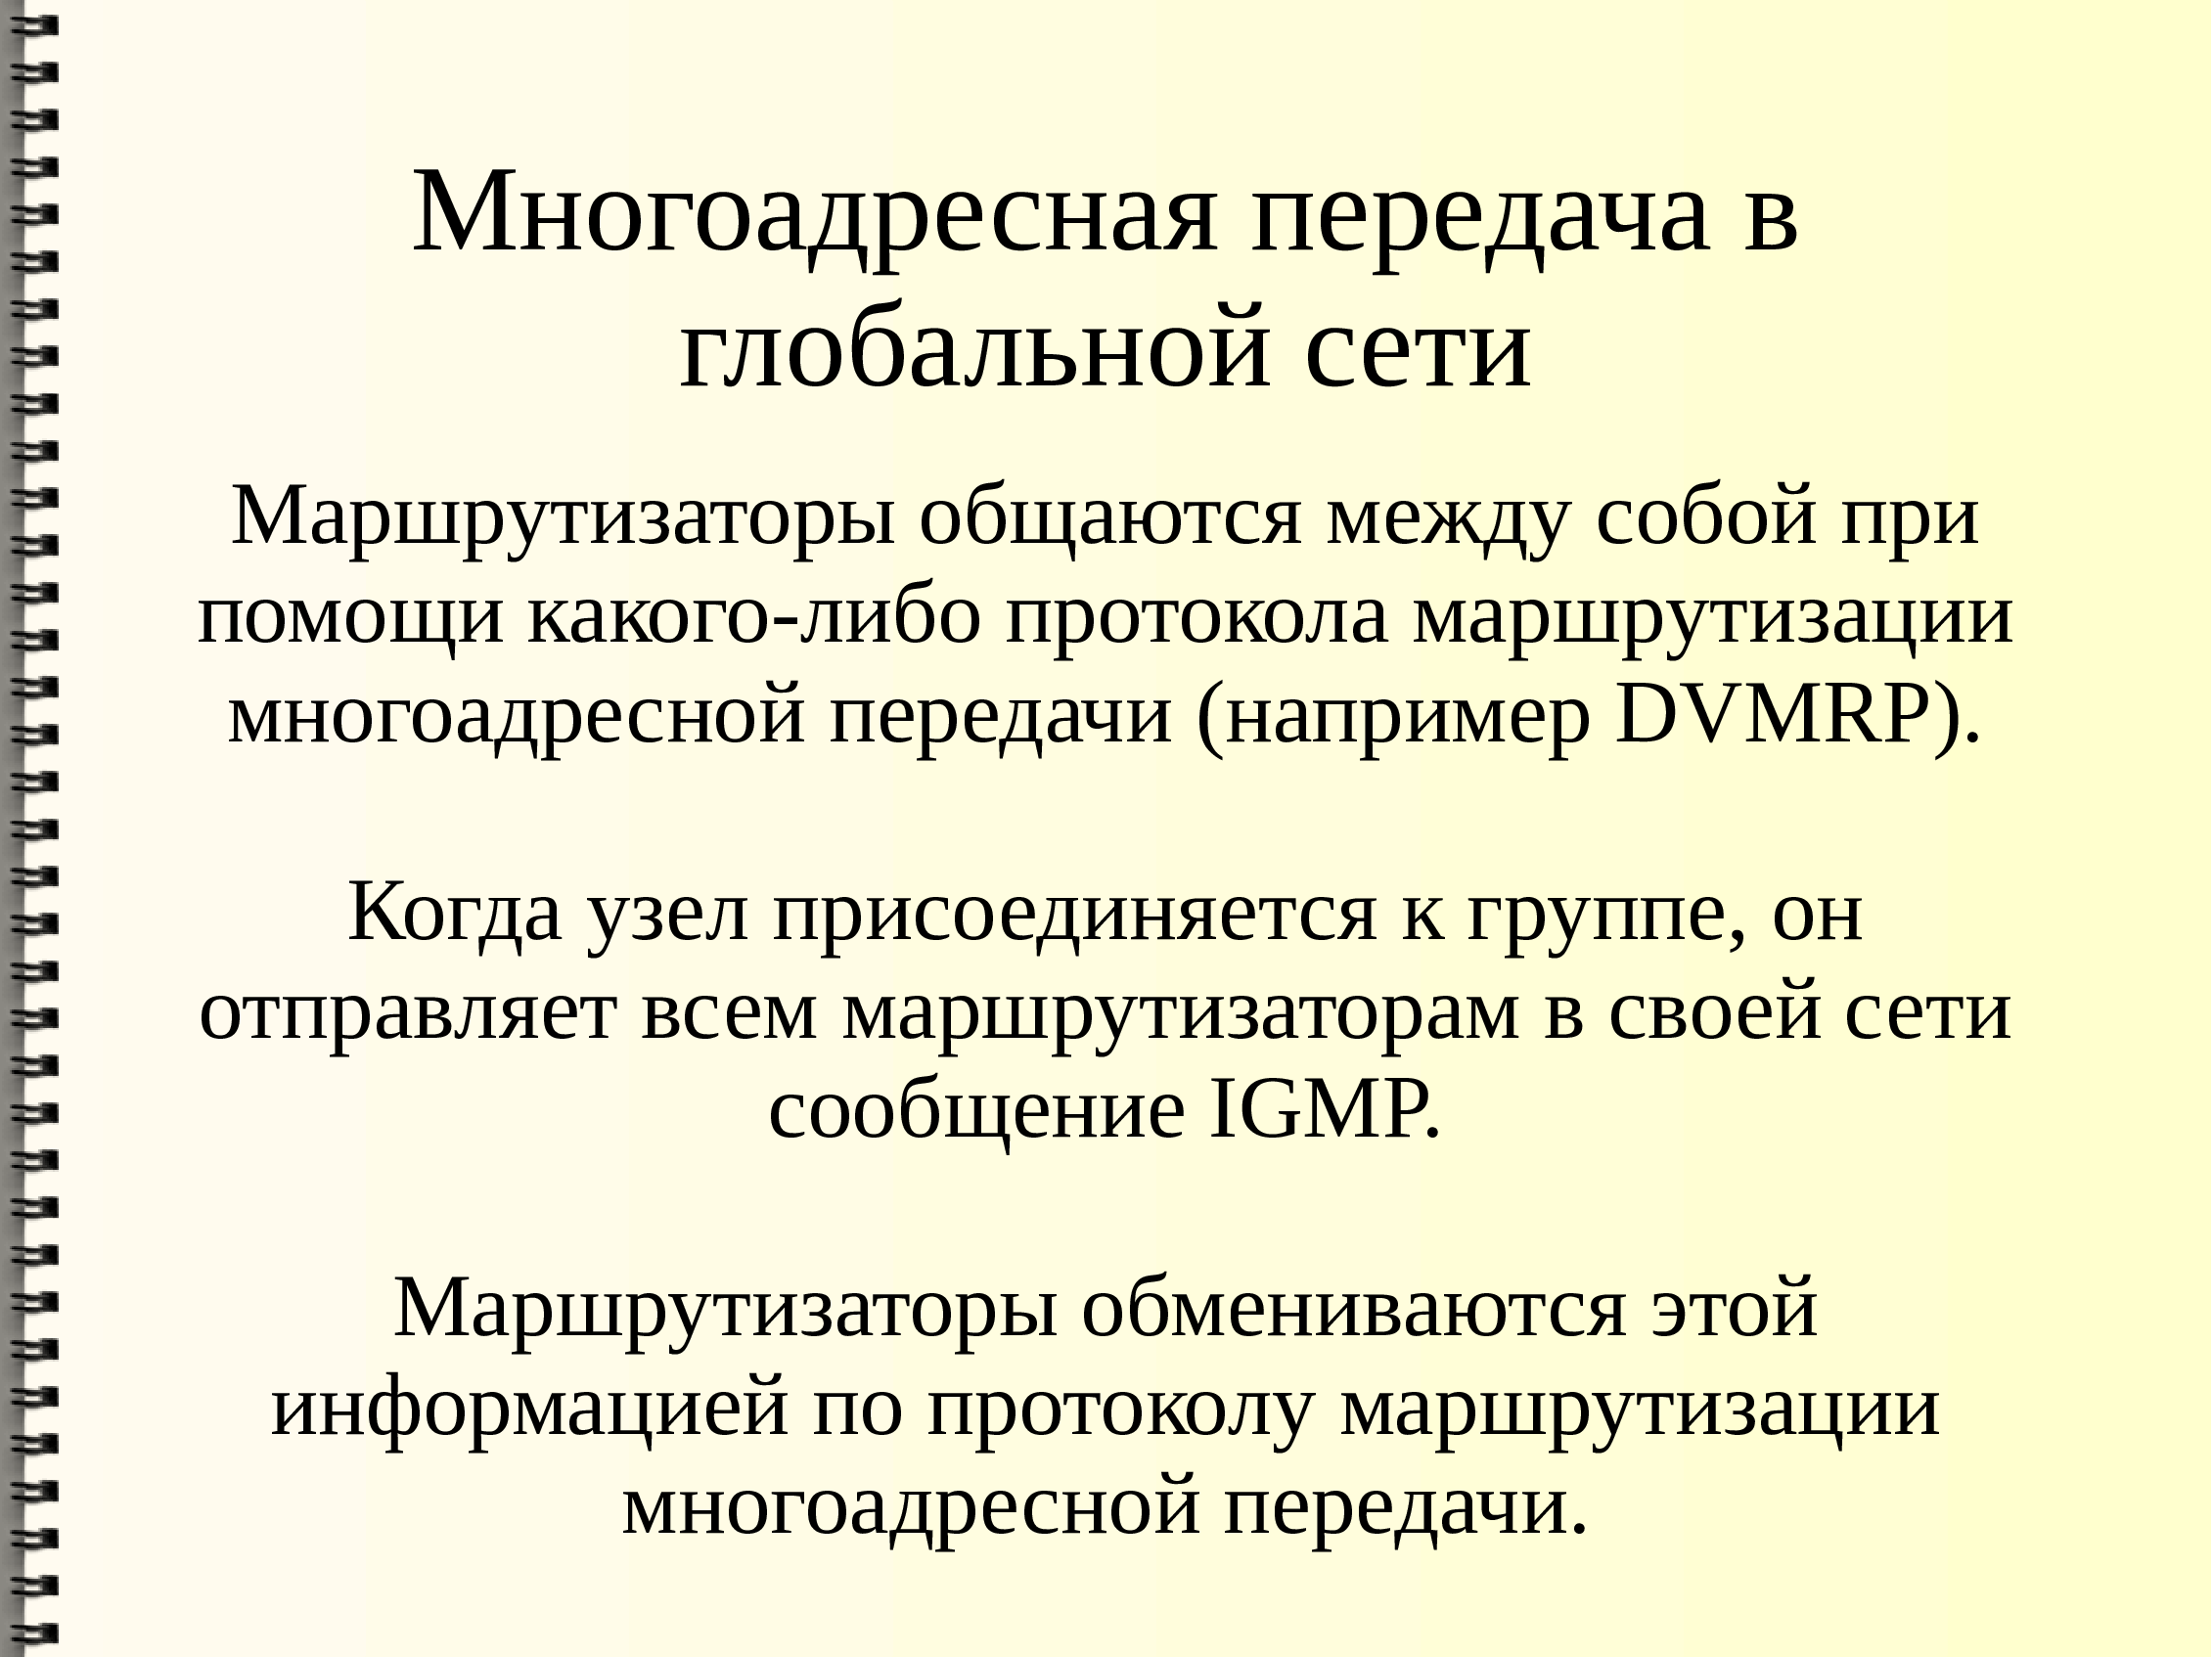 Многоадресная передача в
глобальной сети
Маршрутизаторы общаются между собой при
помощи какого-либо протокола маршрутизации
многоадресной передачи (например DVMRP).
Когда узел присоединяется к группе, он
отправляет всем маршрутизаторам в своей сети
сообщение IGMP.
Маршрутизаторы обмениваются этой
информацией по протоколу маршрутизации
многоадресной передачи.